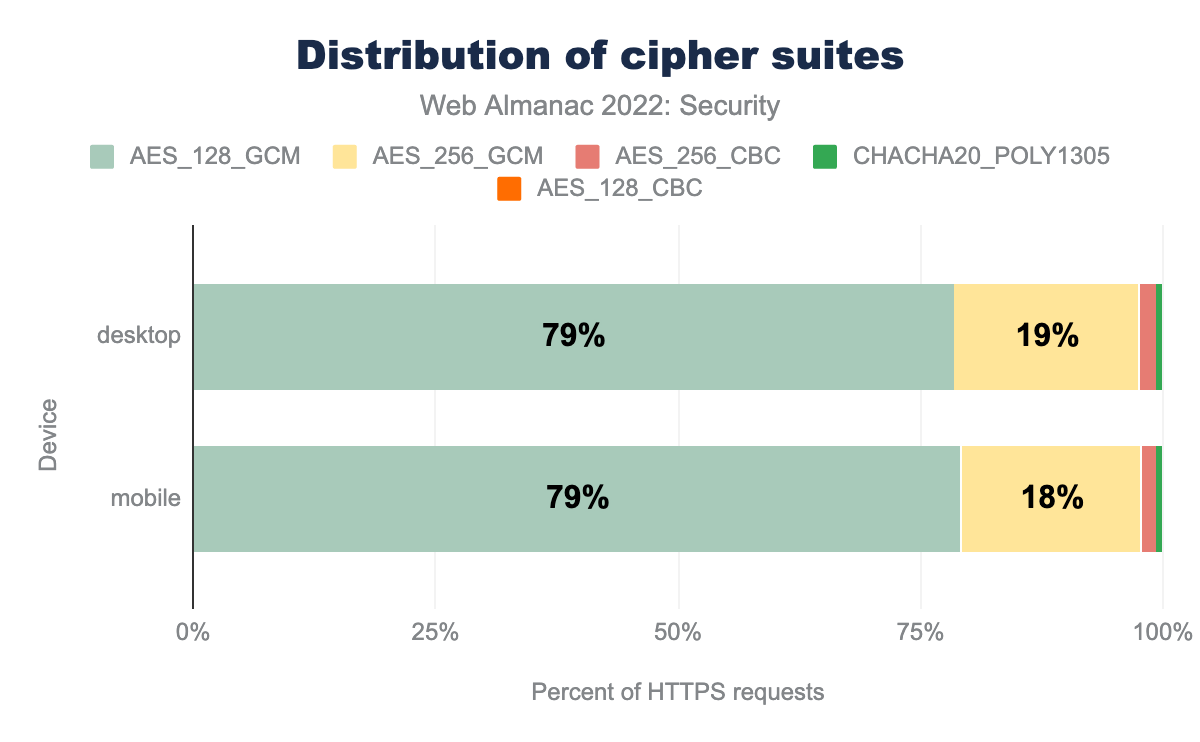 Distribution of cipher suites
Web Almanac 2022: Security
AES_128_GCM AES_256_GCM AES_256_CBC CHACHA20_POLY1305
AES_128_CBC
Device
desktop 79% 19%
mobile 79% 18%
0% 25% 50% 75% 100%
Percent of HTTPS requests